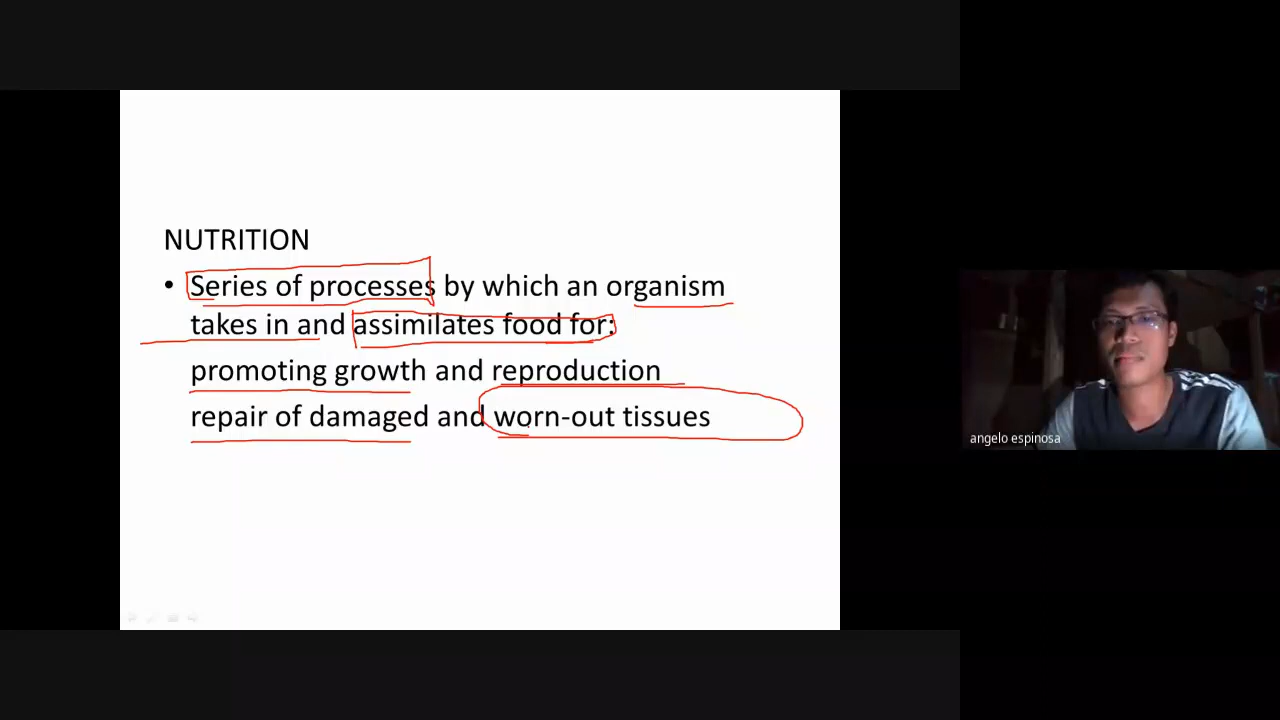 NUTRITION
• Series of processes by which an organism
takes in and assimilates food for:
promoting growth and reproduction
repair of damaged and worn-out tissues
angelo espinosa